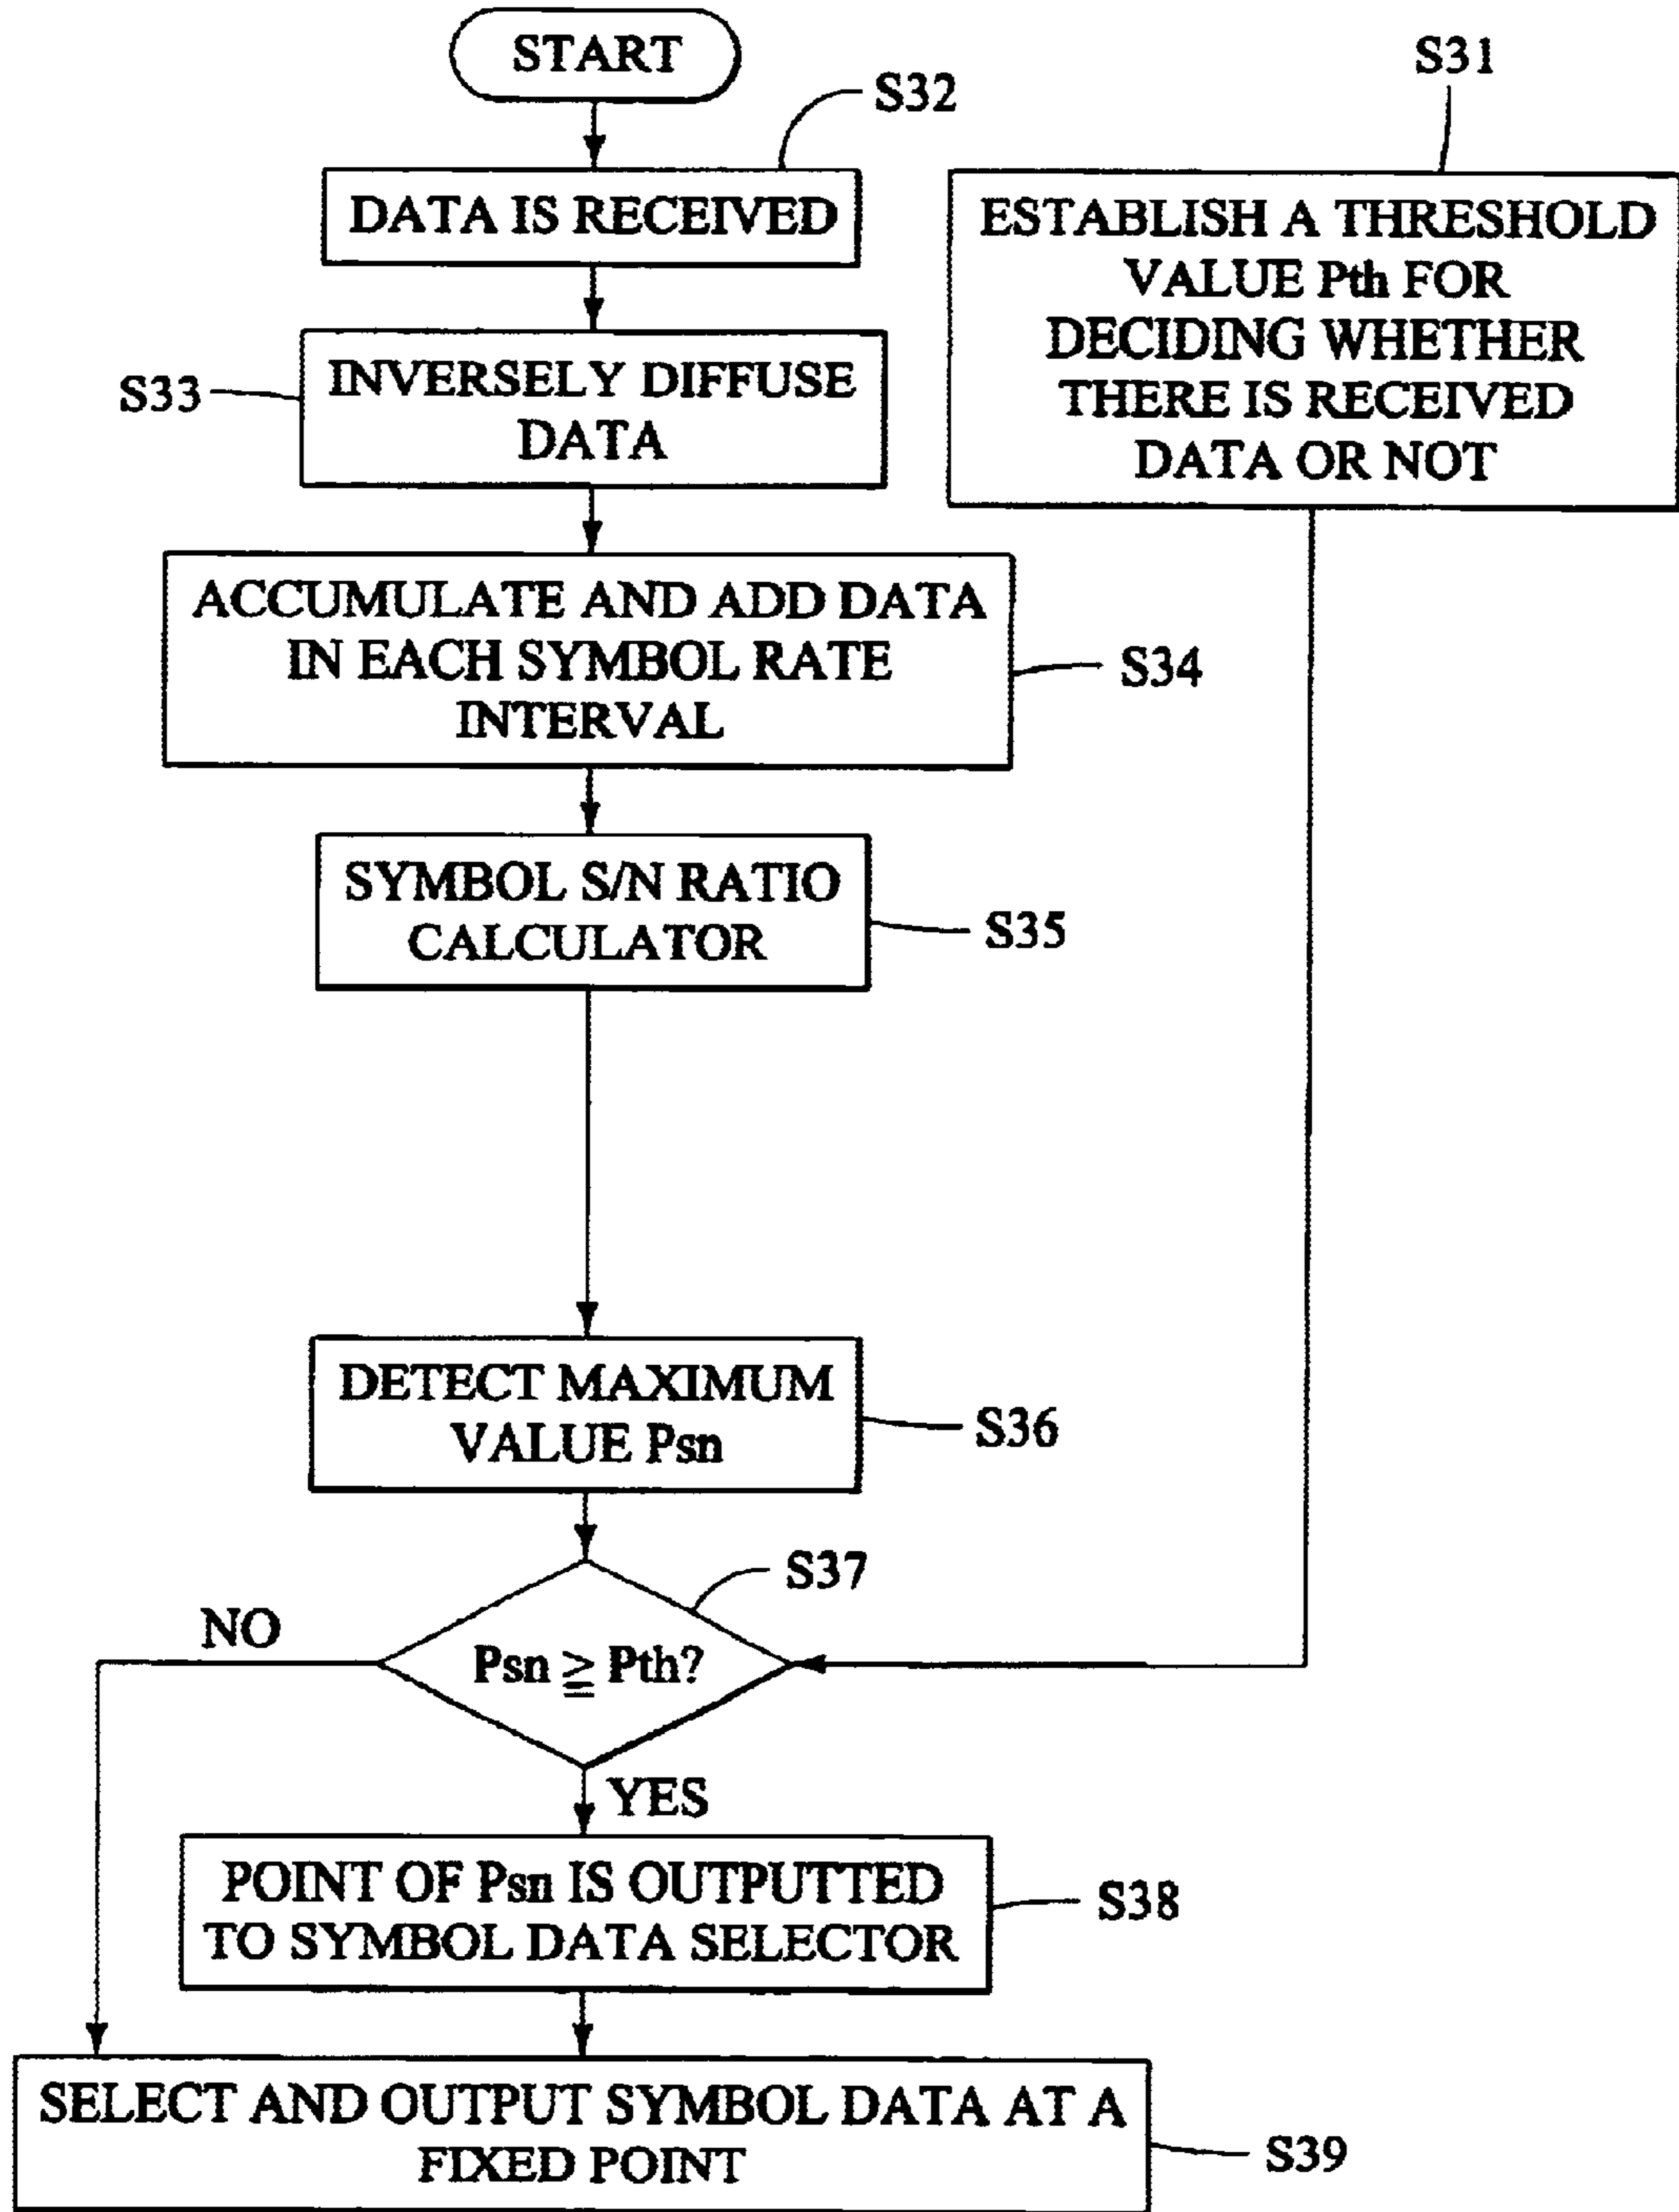 START
S32
DATA IS RECEIVED
S31
ESTABLISH A THRESHOLD
VALUE Pth FOR
DECIDING WHETHER
THERE IS RECEIVED
DATA OR NOT
S33
INVERSELY DIFFUSE
DATA
ACCUMULATE AND ADD DATA
IN EACH SYMBOL RATE
INTERVAL
S34
SYMBOL S/N RATIO
CALCULATOR
S35
DETECT MAXIMUM
VALUE Psn
S36
S37
NO
Psn ≧ Pth?
YES
POINT OF Psn IS OUTPUTTED
TO SYMBOL DATA SELECTOR
S38
SELECT AND OUTPUT SYMBOL DATA AT A
FIXED POINT
S39